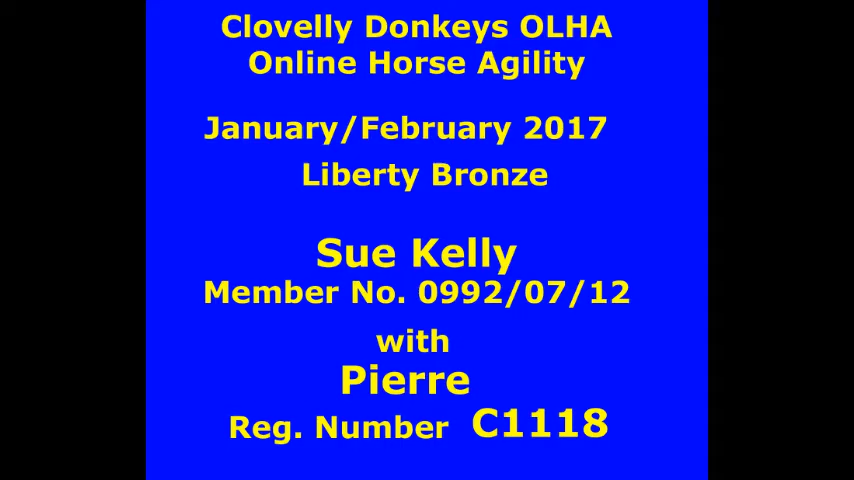 Clovelly Donkeys OLHA
Online Horse Agility
January/February 2017
Liberty Bronze
Sue Kelly
Member No. 0992/07/12
with
Pierre
Reg. Number C1118